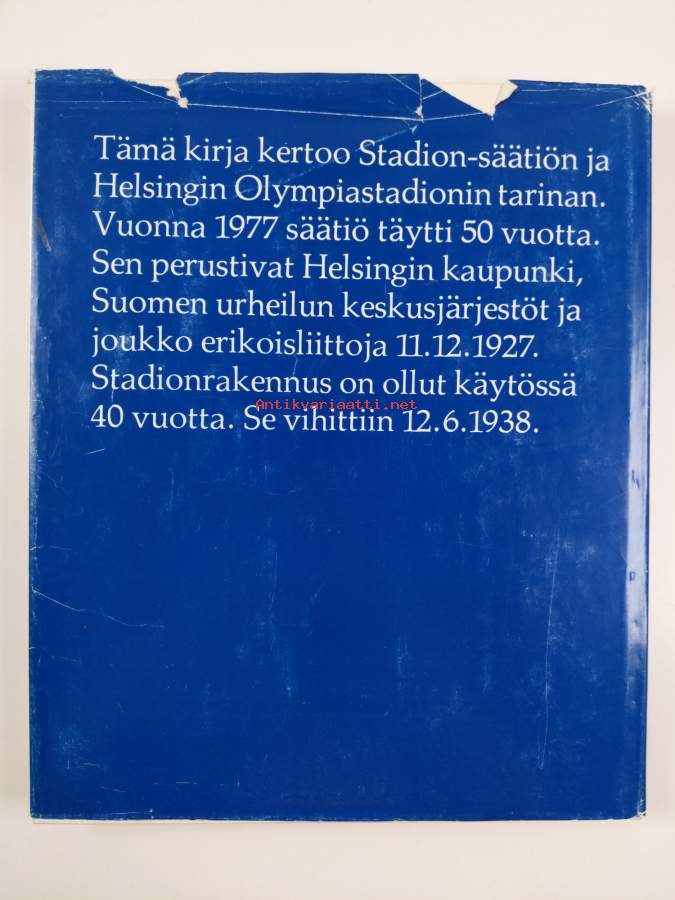 Tämä kirja kertoo Stadion-säätiön ja
Helsingin Olympiastadionin tarinan.
Vuonna 1977 säätiö täytti 50 vuotta.
Sen perustivat Helsingin kaupunki,
Suomen urheilun keskusjärjestöt ja
joukko erikoisliittoja 11.12.1927.
Stadionrakennus on ollut käytössä
Antikvariaatti.net
40 vuotta. Se vihittiin 12.6.1938.